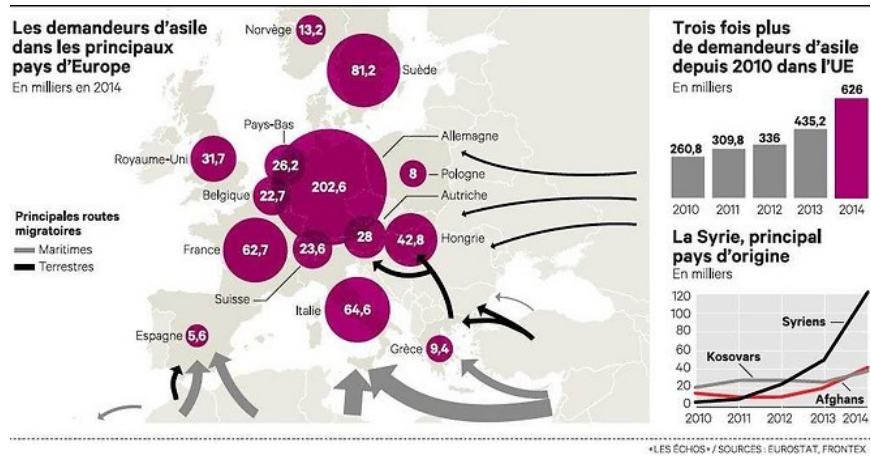 Les demandeurs d'asile
dans les principaux
pays d'Europe
En milliers en 2014
Norvège
13,2
81,2
Suède
Pays-Bas
Allemagne
Royaume-Uni
31,7
26,2
202,6
8
Pologne
Belgique
22,7
Autriche
Principales routes
migratoires
Maritimes
Terrestres
France
62,7
23,6
28
42,8
Hongrie
Suisse
Italie
64,6
Espagne
5,6
Grèce
9,4
Trois fois plus
de demandeurs d'asile
depuis 2010 dans l'UE
En milliers
260,8
309,8
336
435,2
626
2010
2011
2012
2013
2014
La Syrie, principal
pays d'origine
En milliers
120
100
80
60
40
20
0
Syriens
Kosovars
Afghans
2010
2011
2012
2013
2014
«LES ÉCHOS» / SOURCES : EUROSTAT, FRONTEX